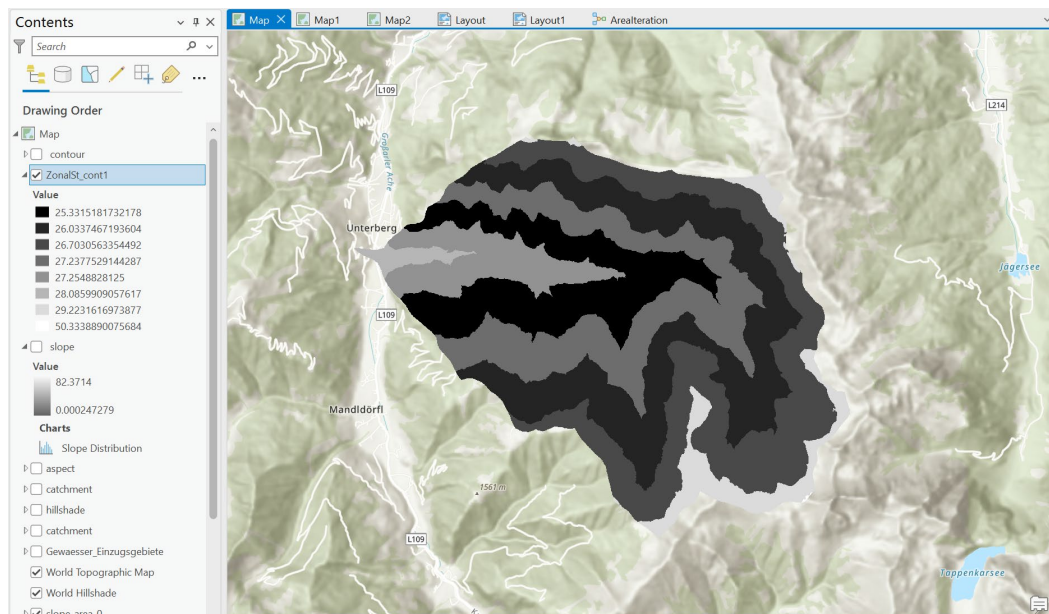 Contents
Map
Map1
Map2
Layout
Layout1
Arealteration
Search
Drawing Order
Map
contour
ZonalSt_cont1
Value
25.3315181732178
26.0337467193604
26.7030563354492
27.2377529144287
27.2548828125
28.0859909057617
29.2231616973877
50.3338890075684
slope
Value
82.3714
0.000247279
Charts
Slope Distribution
aspect
catchment
hillshade
catchment
Gewaesser_Einzugsgebiete
World Topographic Map
World Hillshade
slope_area_0
L109
Großarler Ache
L214
Unterberg
Jägersee
L109
Mandldörfl
1561 m
L109
Tappenkarsee